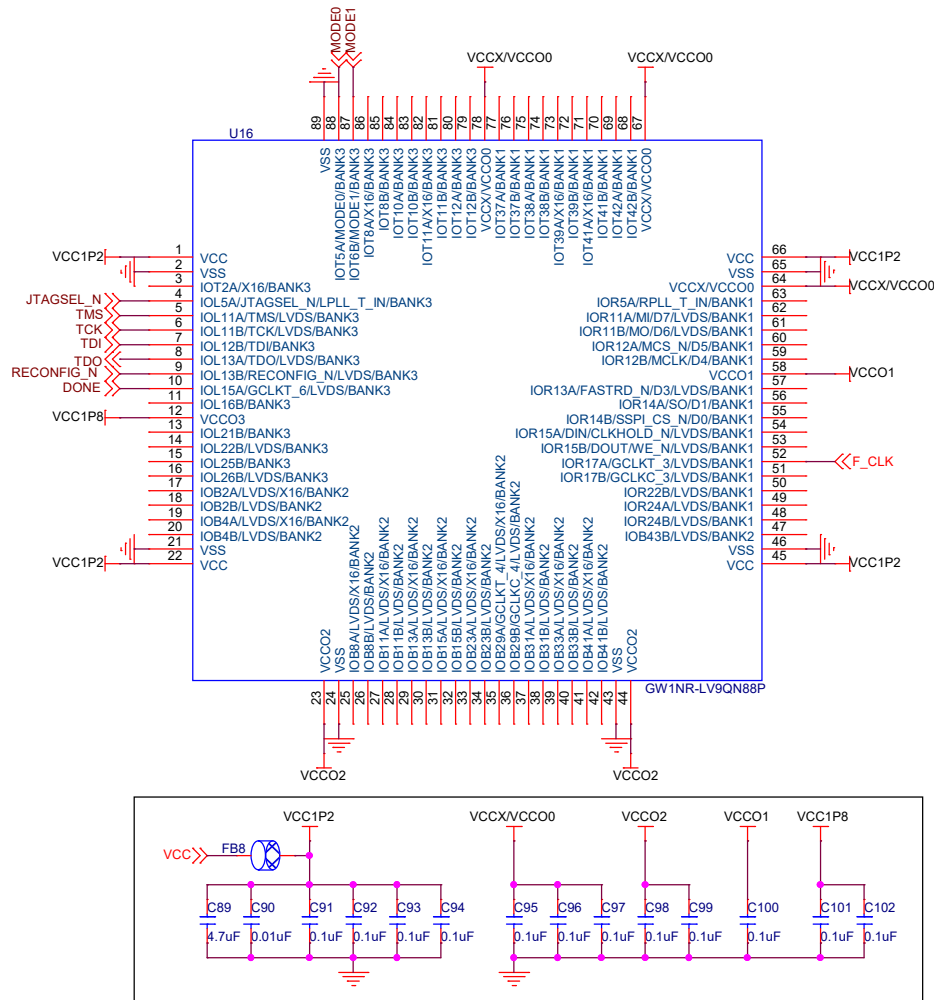 MODE0
MODE1
VCCX/VCCO0
VCCX/VCCO0
89
88
87
86
85
84
83
82
81
80
79
78
77
76
75
74
73
72
71
70
69
68
67
U16
VSS
IOT5A/MODE0/BANK3
IOT6B/MODE1/BANK3
IOT8A/X16/BANK3
IOT8B/BANK3
IOT10A/BANK3
IOT10B/BANK3
IOT11A/X16/BANK3
IOT11B/BANK3
IOT12A/BANK3
IOT12B/BANK3
VCCX/VCCO0
IOT37A/BANK1
IOT37B/BANK1
IOT38A/BANK1
IOT38B/BANK1
IOT39A/X16/BANK1
IOT39B/BANK1
IOT41A/X16/BANK1
IOT41B/BANK1
IOT42A/BANK1
IOT42B/BANK1
VCCX/VCCO0
VCC1P2 1 VCC
2 VSS
3 IOT2A/X16/BANK3
JTAGSEL_N 4 IOL5A/JTAGSEL_N/LPLL_T_IN/BANK3
TMS 5 IOL11A/TMS/LVDS/BANK3
TCK 6 IOL11B/TCK/LVDS/BANK3
TDI 7 IOL12B/TDI/BANK3
TDO 8 IOL13A/TDO/LVDS/BANK3
RECONFIG_N 9 IOL13B/RECONFIG_N/LVDS/BANK3
DONE 10 IOL15A/GCLKT_6/LVDS/BANK3
11 IOL16B/BANK3
VCC1P8 12 VCCO3
13 IOL21B/BANK3
14 IOL22B/LVDS/BANK3
15 IOL25B/BANK3
16 IOL26B/LVDS/BANK3
17 IOB2A/LVDS/X16/BANK2
18 IOB2B/LVDS/BANK2
19 IOB4A/LVDS/X16/BANK2
20 IOB4B/LVDS/BANK2
21 VSS
VCC1P2 22 VCC
VCC 66 VCC1P2
VSS 65
VCCX/VCCO0 64 VCCX/VCCO0
IOR5A/RPLL_T_IN/BANK1 63
IOR11A/MI/D7/LVDS/BANK1 62
IOR11B/MO/D6/LVDS/BANK1 61
IOR12A/MCS_N/D5/BANK1 60
IOR12B/MCLK/D4/BANK1 59
VCCO1 58 VCCO1
IOR13A/FASTRD_N/D3/LVDS/BANK1 57
IOR14A/SO/D1/BANK1 56
IOR14B/SSPI_CS_N/D0/BANK1 55
IOR15A/DIN/CLKHOLD_N/LVDS/BANK1 54
IOR15B/DOUT/WE_N/LVDS/BANK1 53
IOR17A/GCLKT_3/LVDS/BANK1 52 F_CLK
IOR17B/GCLKC_3/LVDS/BANK1 51
IOR22B/LVDS/BANK1 50
IOR24A/LVDS/BANK1 49
IOR24B/LVDS/BANK1 48
IOB43B/LVDS/BANK2 47
VSS 46
VCC 45 VCC1P2
VCCO2
VSS
IOB8A/LVDS/X16/BANK2
IOB8B/LVDS/BANK2
IOB11A/LVDS/X16/BANK2
IOB11B/LVDS/BANK2
IOB13A/LVDS/X16/BANK2
IOB13B/LVDS/BANK2
IOB15A/LVDS/X16/BANK2
IOB15B/LVDS/BANK2
IOB23A/LVDS/X16/BANK2
IOB23B/LVDS/BANK2
IOB29A/GCLKT_4/LVDS/X16/BANK2
IOB29B/GCLKC_4/LVDS/BANK2
IOB31A/LVDS/X16/BANK2
IOB31B/LVDS/BANK2
IOB33A/LVDS/X16/BANK2
IOB33B/LVDS/BANK2
IOB41A/LVDS/X16/BANK2
IOB41B/LVDS/BANK2
VSS
VCCO2
GW1NR-LV9QN88P
23
24
25
26
27
28
29
30
31
32
33
34
35
36
37
38
39
40
41
42
43
44
VCCO2
VCCO2
VCC1P2 VCCX/VCCO0 VCCO2 VCCO1 VCC1P8
VCC FB8
C89 C90 C91 C92 C93 C94 C95 C96 C97 C98 C99 C100 C101 C102
4.7uF 0.01uF 0.1uF 0.1uF 0.1uF 0.1uF 0.1uF 0.1uF 0.1uF 0.1uF 0.1uF 0.1uF 0.1uF 0.1uF